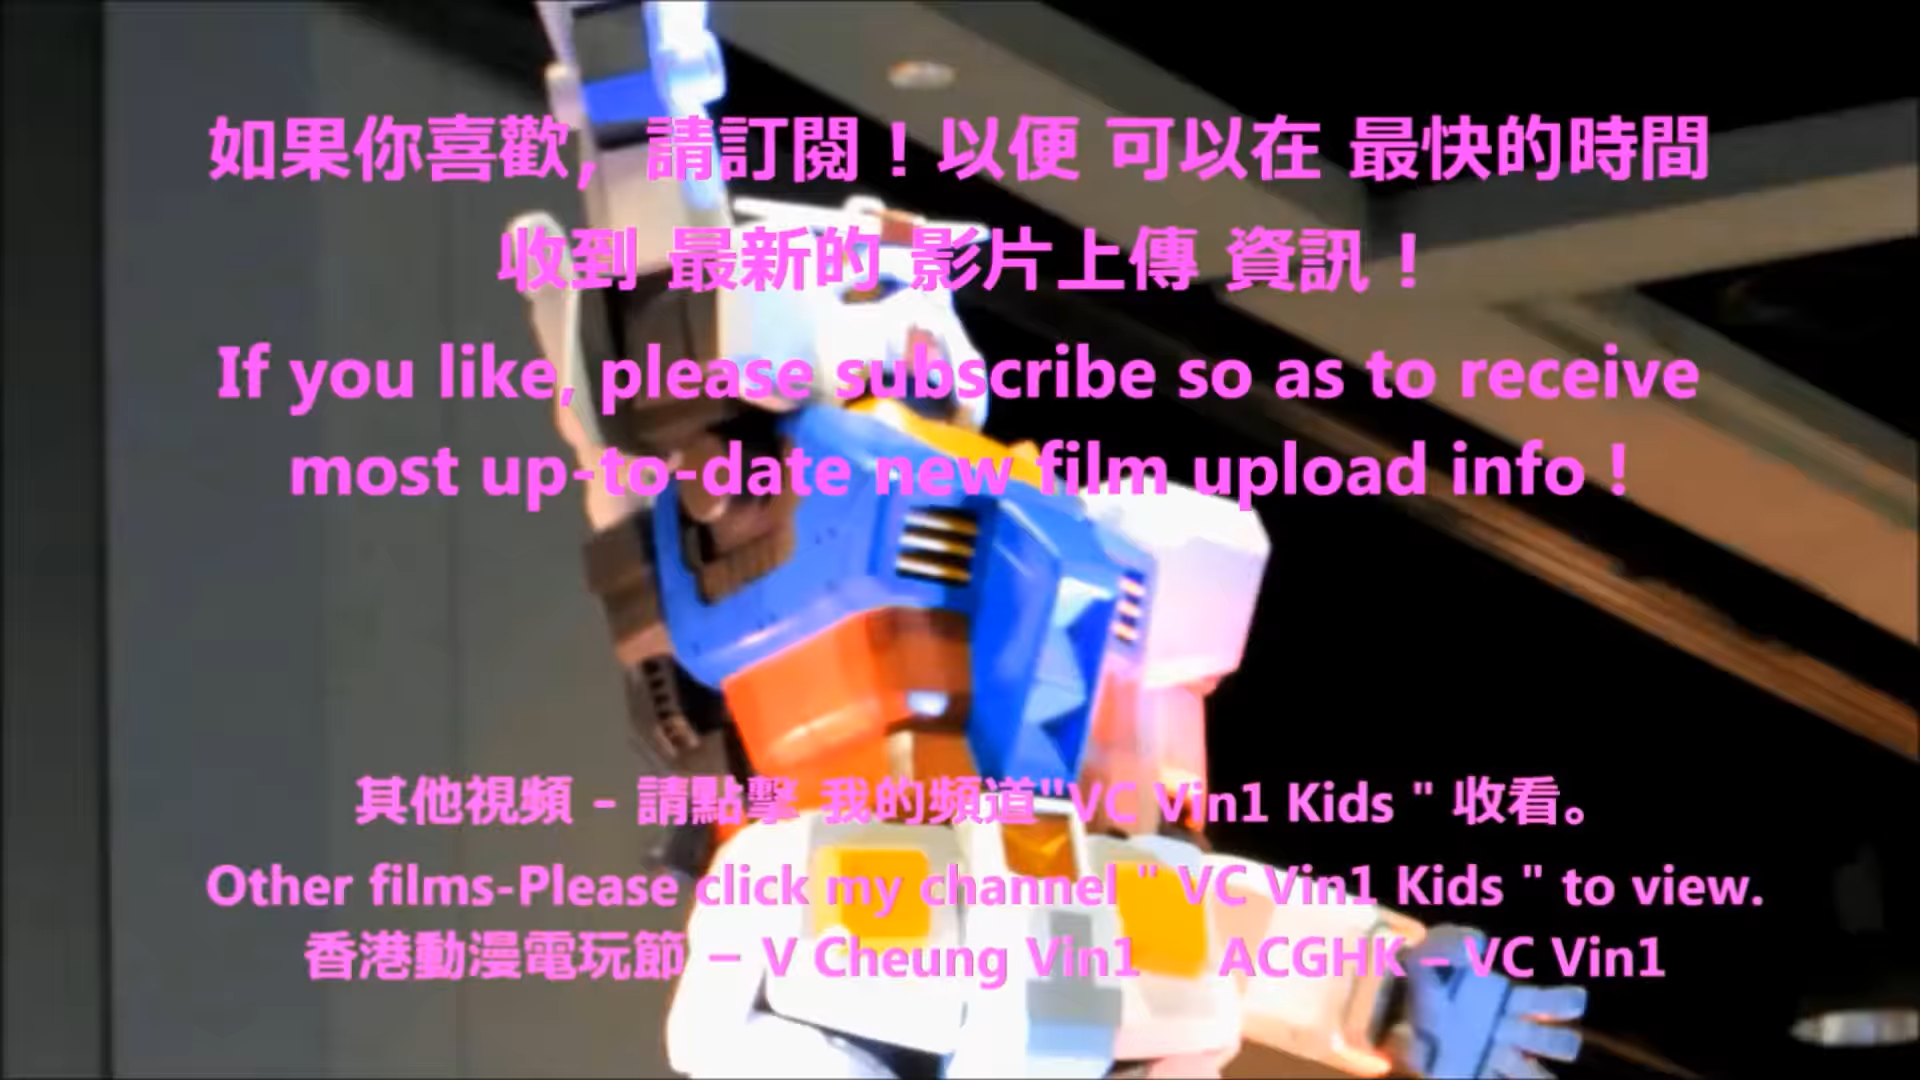 如果你喜歡，請訂閱！以便 可以在 最快的時間
收到 最新的 影片上傳 資訊！
If you like, please subscribe so as to receive
most up-to-date new film upload info !
其他視頻 - 請點擊 我的頻道"VC Vin1 Kids " 收看。
Other films-Please click my channel " VC Vin1 Kids " to view.
香港動漫電玩節 – V Cheung Vin1 ACGHK – VC Vin1